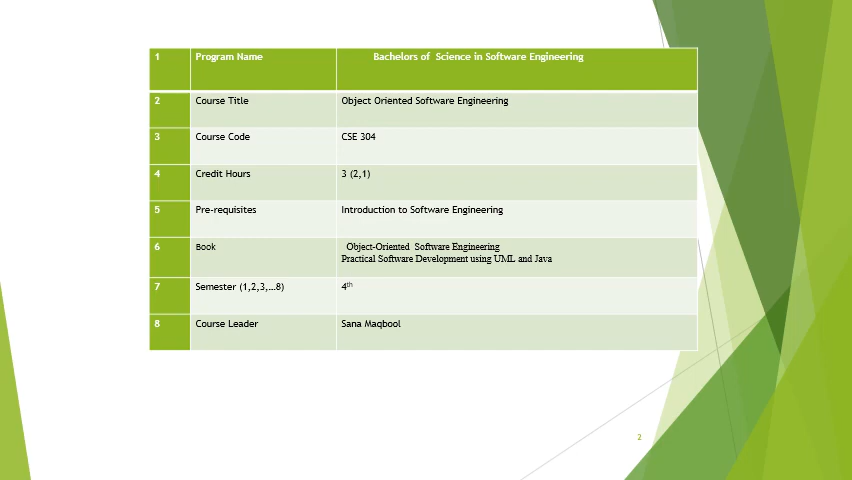 1 Program Name Bachelors of Science in Software Engineering
2 Course Title Object Oriented Software Engineering
3 Course Code CSE 304
4 Credit Hours 3 (2,1)
5 Pre-requisites Introduction to Software Engineering
6 Book Object-Oriented Software Engineering
Practical Software Development using UML and Java
7 Semester (1,2,3,…8) 4th
8 Course Leader Sana Maqbool
2